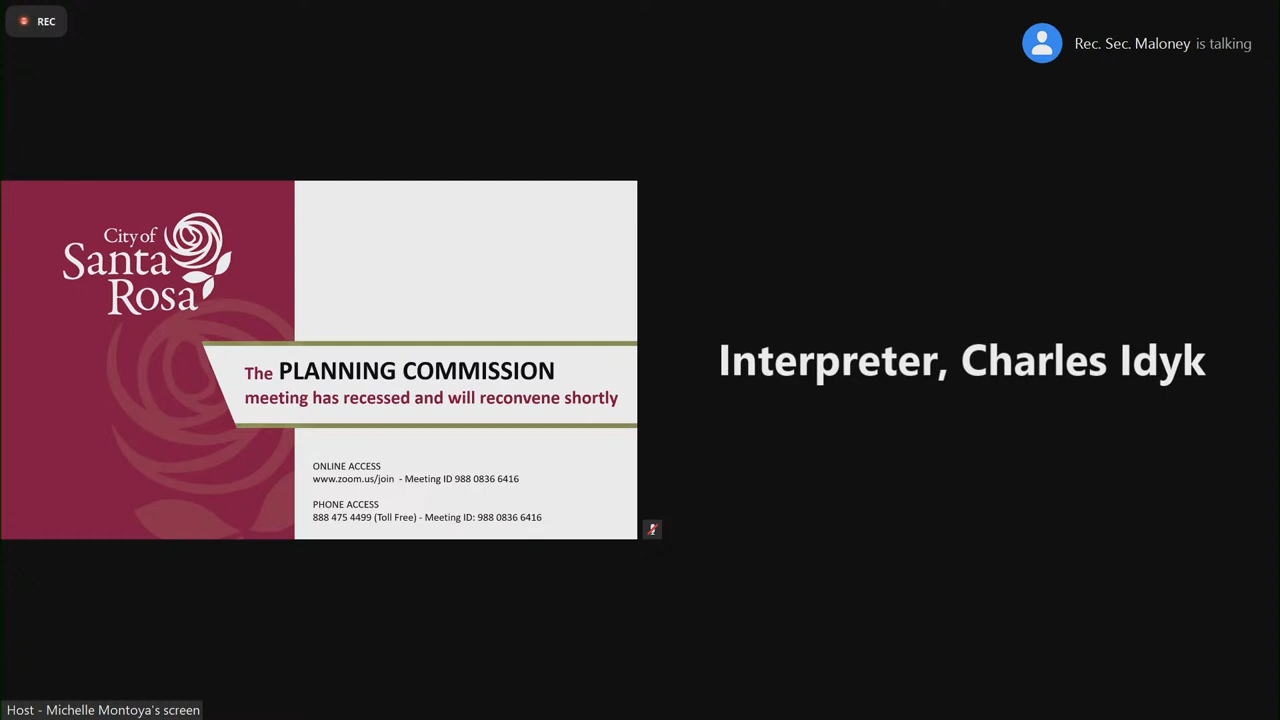 REC
Rec. Sec. Maloney is talking
City of
Santa
Rosa
The PLANNING COMMISSION
meeting has recessed and will reconvene shortly
ONLINE ACCESS
www.zoom.us/join - Meeting ID 988 0836 6416
PHONE ACCESS
888 475 4499 (Toll Free) - Meeting ID: 988 0836 6416
Interpreter, Charles Idyk
Host - Michelle Montoya's screen